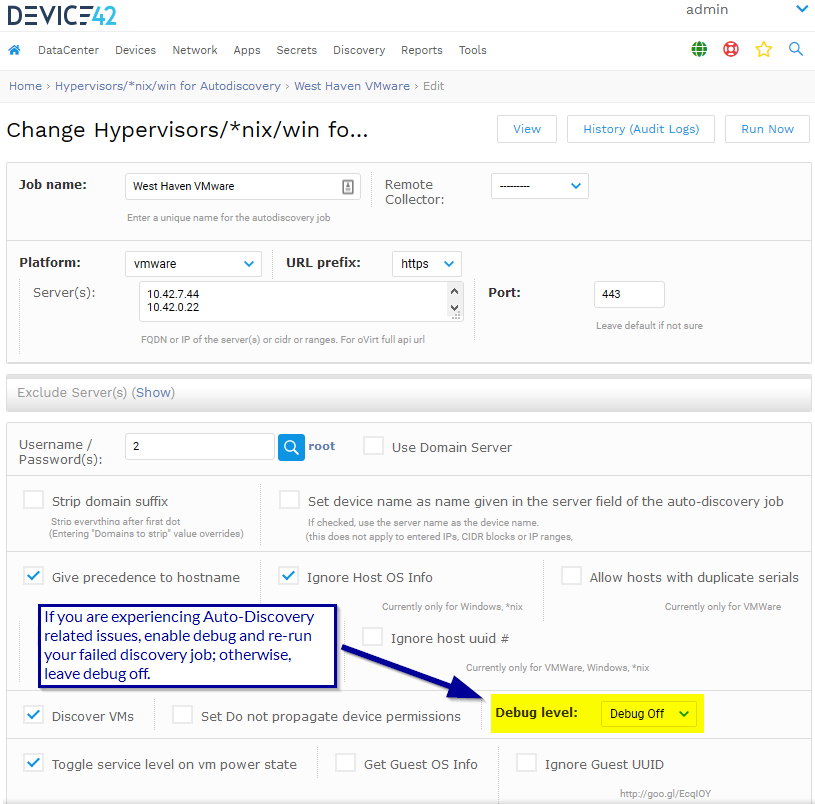 DEVICE42
admin
DataCenter Devices Network Apps Secrets Discovery Reports Tools
Home › Hypervisors/*nix/win for Autodiscovery › West Haven VMware › Edit
Change Hypervisors/*nix/win fo... View History (Audit Logs) Run Now
Job name: West Haven VMware Remote Collector: ---------
Enter a unique name for the autodiscovery job
Platform: vmware URL prefix: https
Server(s): 10.42.7.44 Port: 443
10.42.0.22
Leave default if not sure
FQDN or IP of the server(s) or cidr or ranges. For oVirt full api url
Exclude Server(s) (Show)
Username / Password(s): 2 root Use Domain Server
Strip domain suffix Set device name as name given in the server field of the auto-discovery job
Strip everything after first dot If checked, use the server name as the device name.
(Entering "Domains to strip" value overrides) (this does not apply to entered IPs, CIDR blocks or IP ranges,
Give precedence to hostname Ignore Host OS Info Allow hosts with duplicate serials
Currently only for Windows, *nix Currently only for VMWare
If you are experiencing Auto-Discovery
related issues, enable debug and re-run
your failed discovery job; otherwise,
leave debug off.
Ignore host uuid #
Currently only for VMWare, Windows, *nix
Discover VMs Set Do not propagate device permissions Debug level: Debug Off
Toggle service level on vm power state Get Guest OS Info Ignore Guest UUID
http://goo.gl/EcqIOY